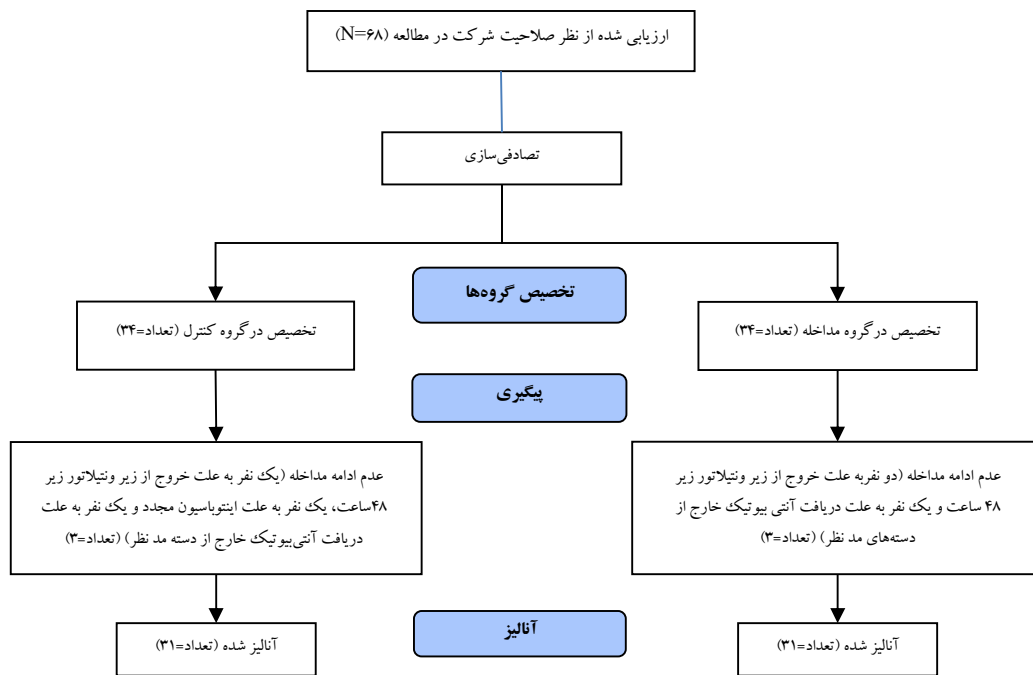 ارزیابی شده از نظر صلاحیت شرکت در مطالعه (N=۶۸)
تصادفی‌سازی
تخصیص گروه‌ها
تخصیص درگروه مداخله (تعداد=۳۴)
تخصیص درگروه کنترل (تعداد=۳۴)
پیگیری
عدم ادامه مداخله (دو نفربه علت خروج از زیر ونتیلاتور زیر
۴۸ ساعت و یک نفر به علت دریافت آنتی بیوتیک خارج از
دسته‌های مد نظر) (تعداد=۳)
عدم ادامه مداخله (یک نفر به علت خروج از زیر ونتیلاتور زیر
۴۸ساعت، یک نفر به علت اینتوباسیون مجدد و یک نفر به علت
دریافت آنتی‌بیوتیک خارج از دسته مد نظر) (تعداد=۳)
آنالیز
آنالیز شده (تعداد=۳۱)
آنالیز شده (تعداد=۳۱)